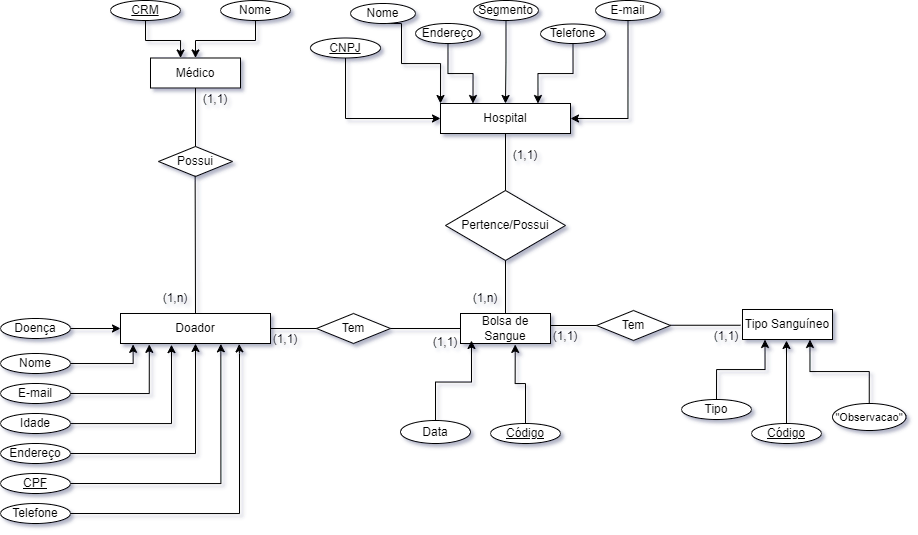 CRM
Nome
Nome
Segmento
E-mail
Endereço
Telefone
CNPJ
Médico
(1,1)
Hospital
(1,1)
Possui
Pertence/Possui
(1,n)
(1,n)
Doença
Doador
(1,1)
Tem
(1,1)
Bolsa de
Sangue
(1,1)
Tem
(1,1)
Tipo Sanguíneo
Nome
E-mail
Idade
Endereço
CPF
Telefone
Data
Código
Tipo
Código
"Observacao"